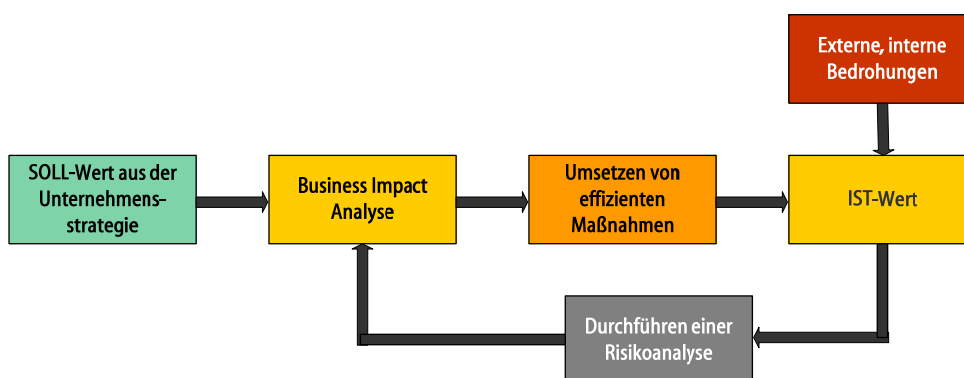 Externe, interne
Bedrohungen
SOLL-Wert aus der
Unternehmens-
strategie
Business Impact
Analyse
Umsetzen von
effizienten
Maßnahmen
IST-Wert
Durchführen einer
Risikoanalyse